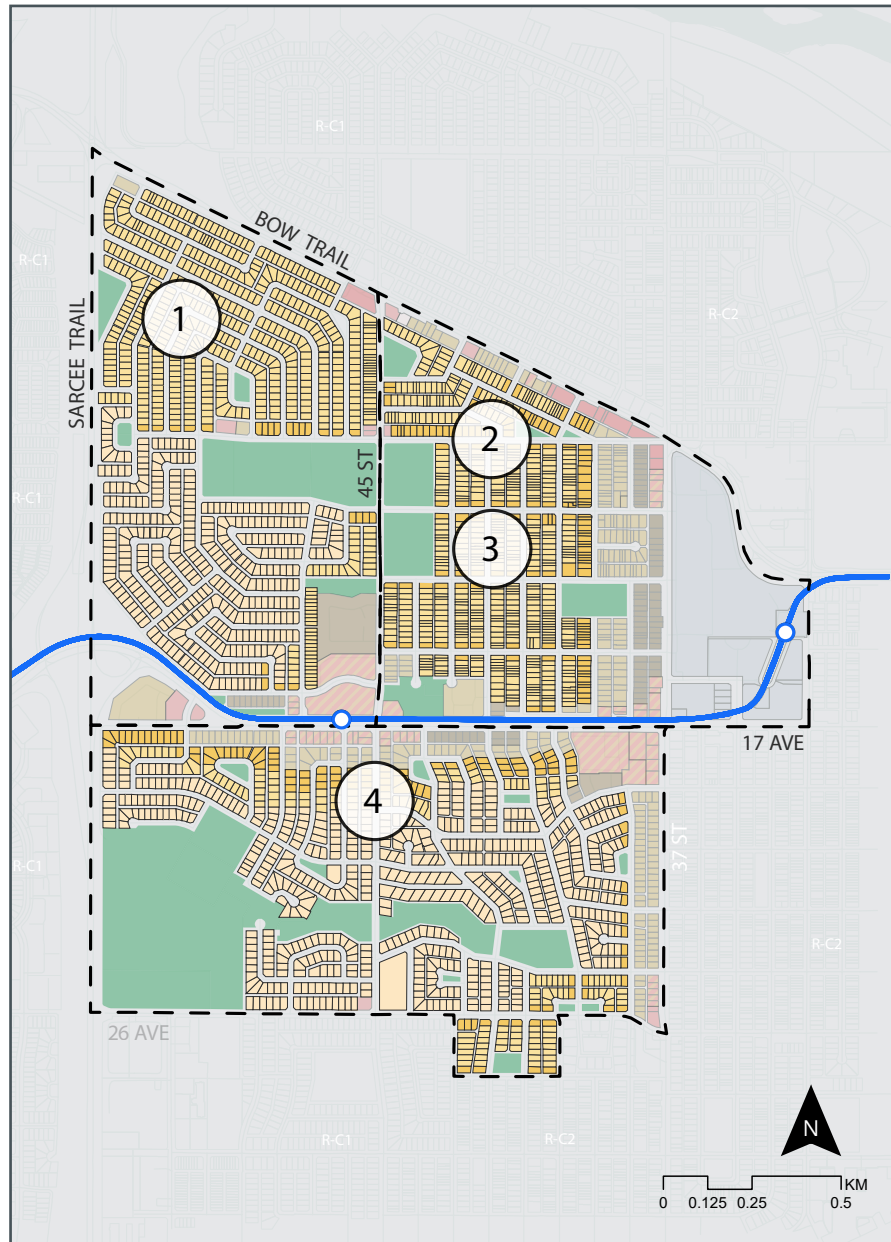 R-C1
BOW TRAIL
R-C1
R-C2
SARCEE TRAIL
1
2
45 ST
R-C1
3
17 AVE
4
37 ST
R-C1
R-C2
26 AVE
R-C1
R-C2
N
KM
0 0.125 0.25 0.5